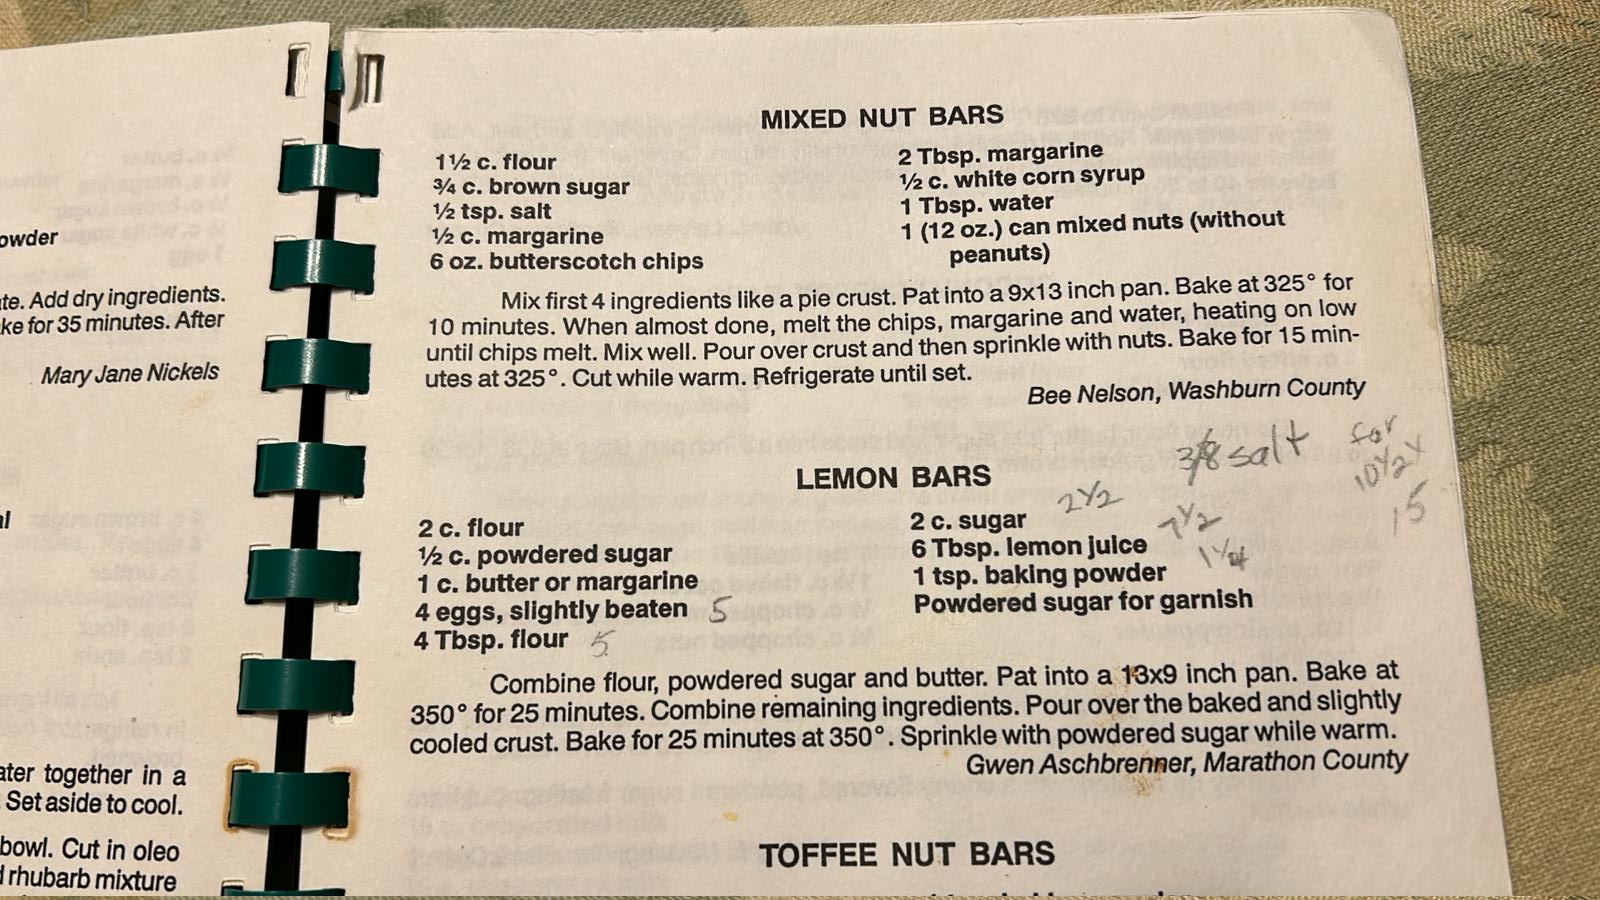 owder
te. Add dry ingredients.
ke for 35 minutes. After
Mary Jane Nickels
al
ater together in a
Set aside to cool.
bowl. Cut in oleo
rhubarb mixture
MIXED NUT BARS
1½ c. flour
¾ c. brown sugar
½ tsp. salt
½ c. margarine
6 oz. butterscotch chips
2 Tbsp. margarine
½ c. white corn syrup
1 Tbsp. water
1 (12 oz.) can mixed nuts (without
peanuts)
Mix first 4 ingredients like a pie crust. Pat into a 9x13 inch pan. Bake at 325° for
10 minutes. When almost done, melt the chips, margarine and water, heating on low
until chips melt. Mix well. Pour over crust and then sprinkle with nuts. Bake for 15 min-
utes at 325°. Cut while warm. Refrigerate until set.
Bee Nelson, Washburn County
3/8 salt
for
10½ x
15
LEMON BARS
2 c. flour
½ c. powdered sugar
1 c. butter or margarine
4 eggs, slightly beaten 5
4 Tbsp. flour 5
2 c. sugar 2½
6 Tbsp. lemon juice 7½
1 tsp. baking powder 1¼
Powdered sugar for garnish
Combine flour, powdered sugar and butter. Pat into a 13x9 inch pan. Bake at
350° for 25 minutes. Combine remaining ingredients. Pour over the baked and slightly
cooled crust. Bake for 25 minutes at 350°. Sprinkle with powdered sugar while warm.
Gwen Aschbrenner, Marathon County
TOFFEE NUT BARS